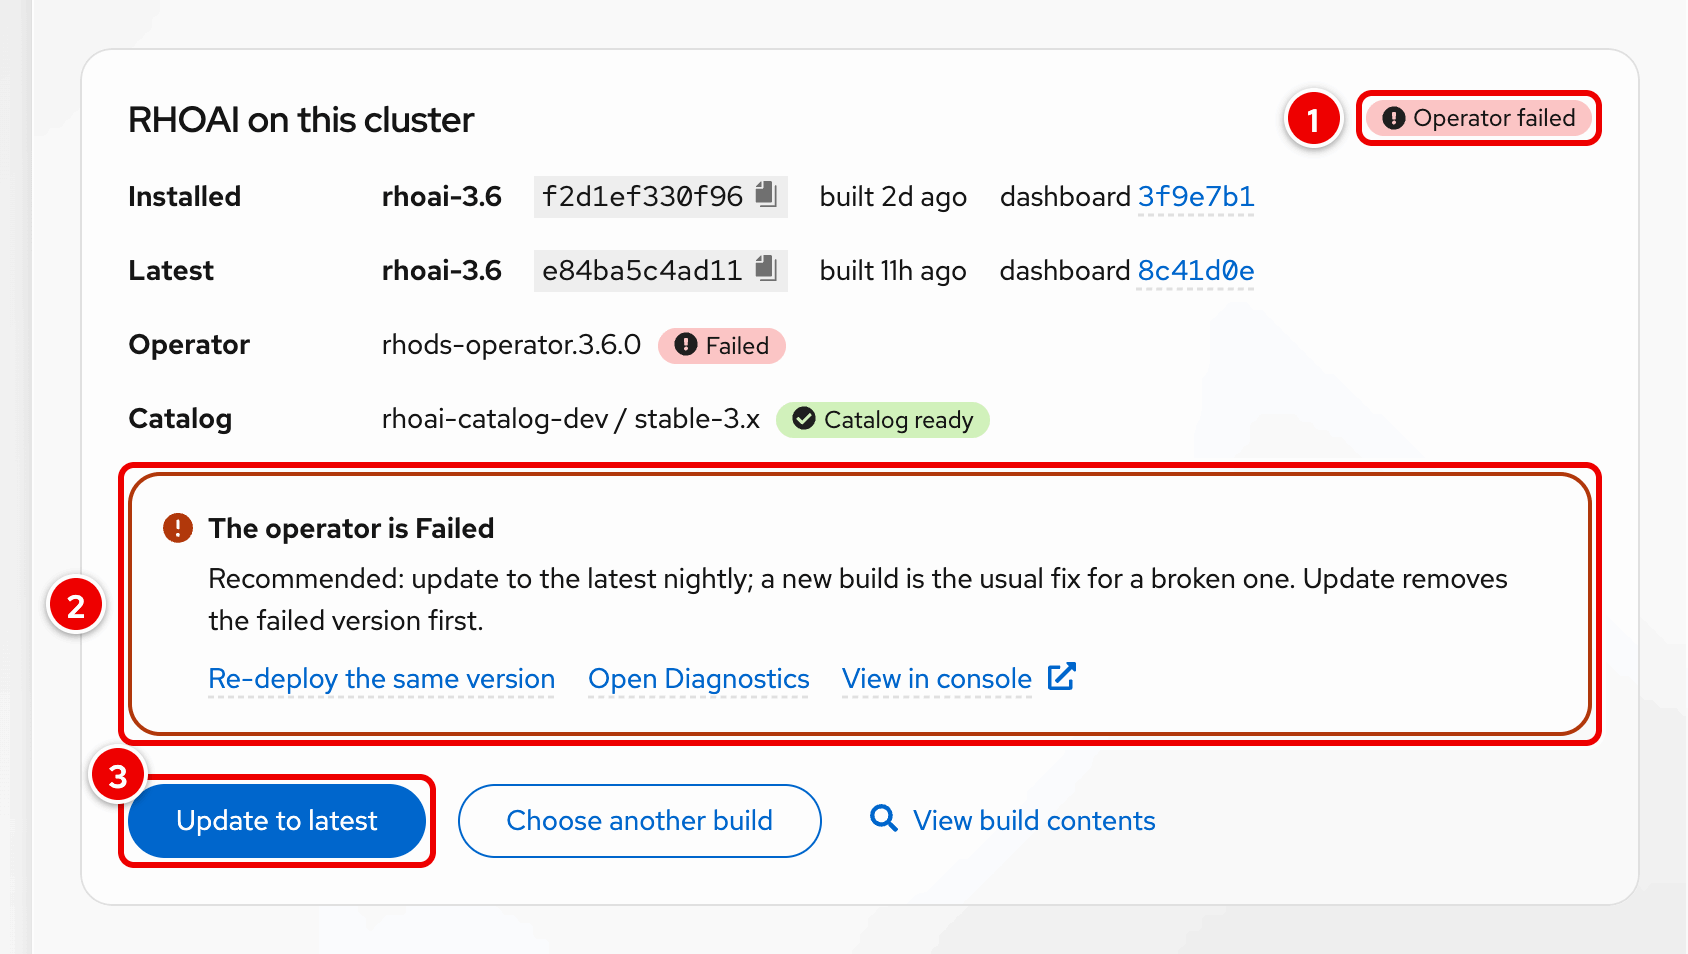 RHOAI on this cluster
1 Operator failed
Installed rhoai-3.6 f2d1ef330f96 built 2d ago dashboard 3f9e7b1
Latest rhoai-3.6 e84ba5c4ad11 built 11h ago dashboard 8c41d0e
Operator rhods-operator.3.6.0 Failed
Catalog rhoai-catalog-dev / stable-3.x Catalog ready
The operator is Failed
Recommended: update to the latest nightly; a new build is the usual fix for a broken one. Update removes
2
the failed version first.
Re-deploy the same version Open Diagnostics View in console
3
Update to latest Choose another build View build contents